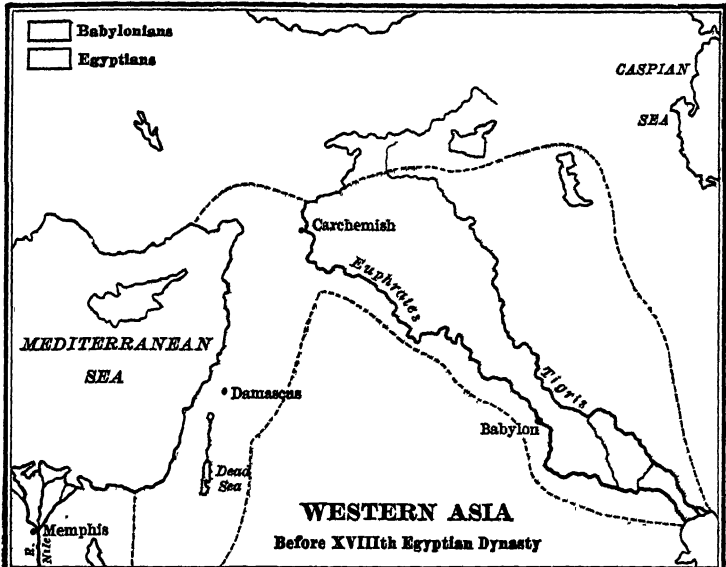 Babylonians
Egyptians
CASPIAN
SEA
Carchemish
Euphrates
MEDITERRANEAN
SEA
Tigris
Damascus
Babylon
Dead
Sea
WESTERN ASIA
Before XVIIIth Egyptian Dynasty
Memphis
R.
Nile